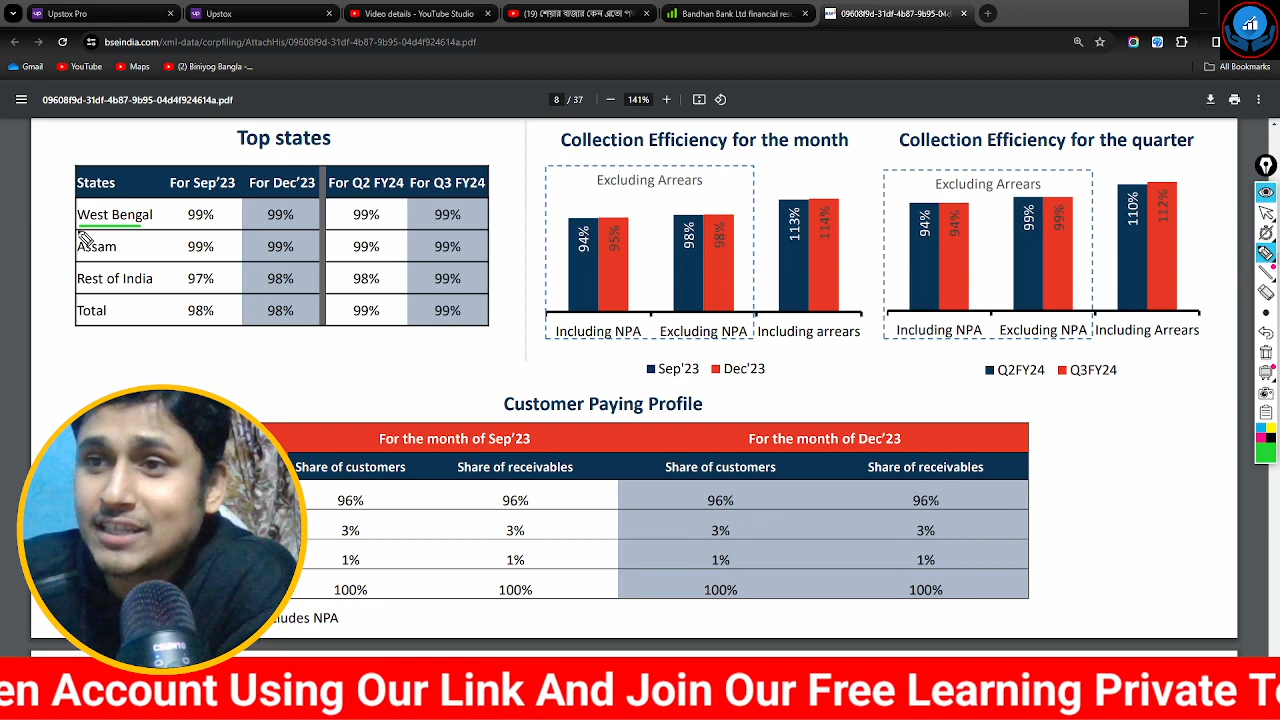 Upstox Pro
Upstox
Video details - YouTube Studio
(19) শেয়ার বাজার কেন এতো পড়
Bandhan Bank Ltd financial resu
09608f9d-31df-4b87-9b95-04d
bseindia.com/xml-data/corpfiling/AttachHis/09608f9d-31df-4b87-9b95-04d4f924614a.pdf
Gmail
YouTube
Maps
(2) Biniyog Bangla -...
All Bookmarks
09608f9d-31df-4b87-9b95-04d4f924614a.pdf
8 / 37
141%
Top states
States For Sep'23 For Dec'23 For Q2 FY24 For Q3 FY24
West Bengal 99% 99% 99% 99%
Assam 99% 99% 99% 99%
Rest of India 97% 98% 98% 99%
Total 98% 98% 99% 99%
Collection Efficiency for the month
Excluding Arrears
94% 95% 98% 98% 113% 114%
Including NPA Excluding NPA Including arrears
Sep'23 Dec'23
Collection Efficiency for the quarter
Excluding Arrears
94% 94% 99% 99% 110% 112%
Including NPA Excluding NPA Including Arrears
Q2FY24 Q3FY24
Customer Paying Profile
For the month of Sep'23 For the month of Dec'23
Share of customers Share of receivables Share of customers Share of receivables
96% 96% 96% 96%
3% 3% 3% 3%
1% 1% 1% 1%
100% 100% 100% 100%
NPA
Account Using Our Link And Join Our Free Learning Private